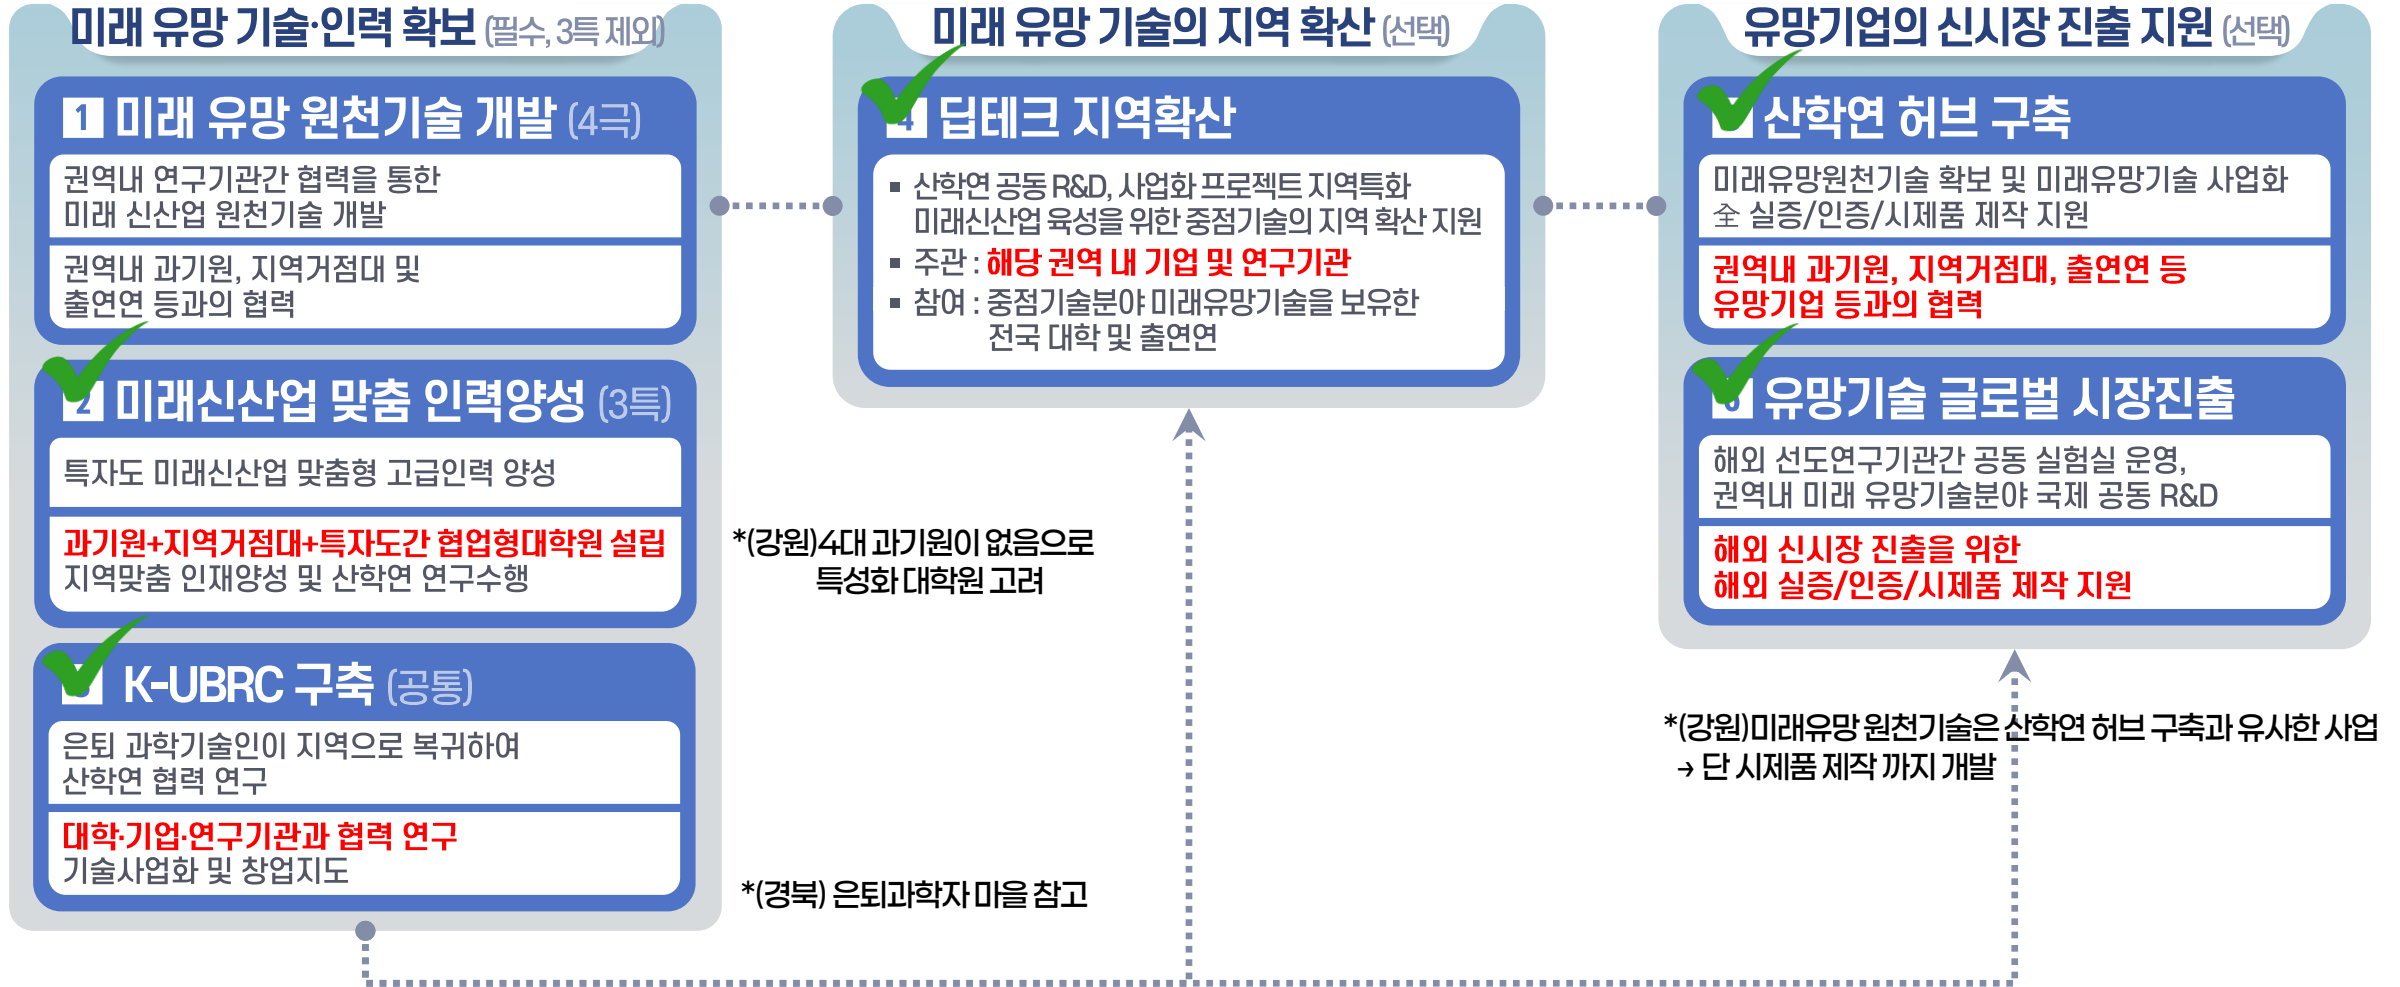 미래 유망 기술·인력 확보 (필수, 3특 제외)
1 미래 유망 원천기술 개발 (4극)
권역내 연구기관간 협력을 통한
미래 신산업 원천기술 개발
권역내 과기원, 지역거점대 및
출연연 등과의 협력
2 미래신산업 맞춤 인력양성 (3특)
특자도 미래신산업 맞춤형 고급인력 양성
과기원+지역거점대+특자도간 협업형대학원 설립
지역맞춤 인재양성 및 산학연 연구수행
K-UBRC 구축 (공통)
은퇴 과학기술인이 지역으로 복귀하여
산학연 협력 연구
대학·기업·연구기관과 협력 연구
기술사업화 및 창업지도
미래 유망 기술의 지역 확산 (선택)
4 딥테크 지역확산
▪ 산학연 공동 R&D, 사업화 프로젝트 지역특화
미래신산업 육성을 위한 중점기술의 지역 확산 지원
▪ 주관 : 해당 권역 내 기업 및 연구기관
▪ 참여 : 중점기술분야 미래유망기술을 보유한
전국 대학 및 출연연
*(강원)4대 과기원이 없음으로
특성화 대학원 고려
*(경북) 은퇴과학자 마을 참고
유망기업의 신시장 진출 지원 (선택)
산학연 허브 구축
미래유망원천기술 확보 및 미래유망기술 사업화
全 실증/인증/시제품 제작 지원
권역내 과기원, 지역거점대, 출연연 등
유망기업 등과의 협력
6 유망기술 글로벌 시장진출
해외 선도연구기관간 공동 실험실 운영,
권역내 미래 유망기술분야 국제 공동 R&D
해외 신시장 진출을 위한
해외 실증/인증/시제품 제작 지원
*(강원)미래유망 원천기술은 산학연 허브 구축과 유사한 사업
→ 단 시제품 제작 까지 개발